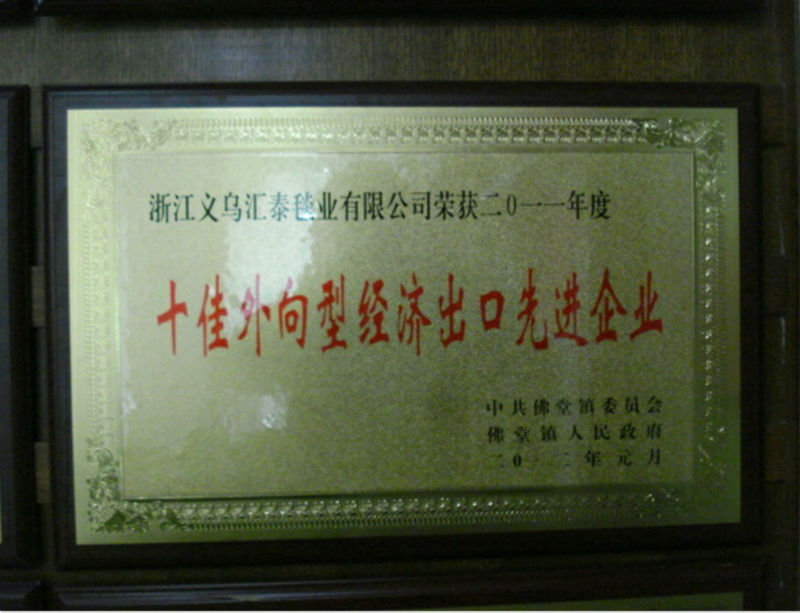 浙江义乌汇泰毯业有限公司荣获二0一一年度
十佳外向型经济出口先进企业
中共佛堂镇委员会
佛堂镇人民政府
二0一二年元月